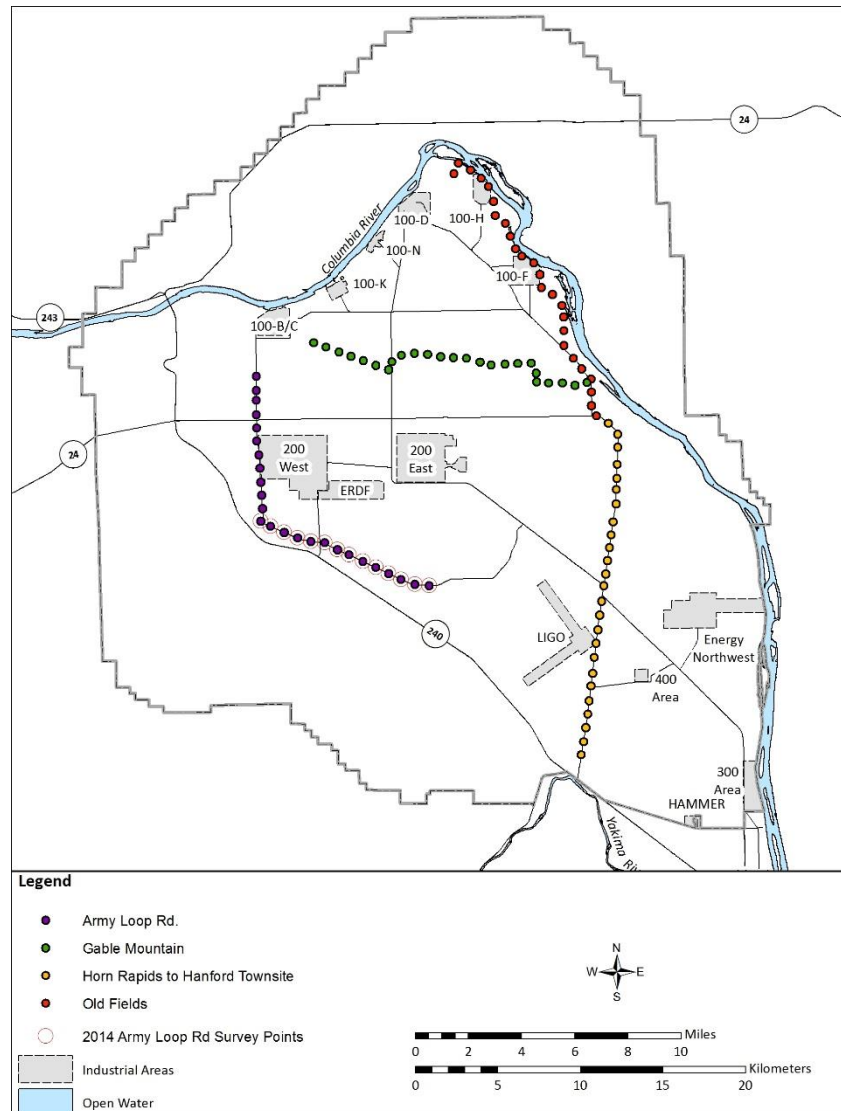 24
Columbia River
100-D
100-H
100-N
100-F
100-K
243
100-B/C
24
200
West
200
East
ERDF
240
LIGO
Energy
Northwest
400
Area
300
Area
HAMMER
Yakima Riv
Legend
Army Loop Rd.
Gable Mountain
Horn Rapids to Hanford Townsite
Old Fields
2014 Army Loop Rd Survey Points
Industrial Areas
Open Water
N
W E
S
Miles
0 2 4 6 8 10
Kilometers
0 5 10 15 20